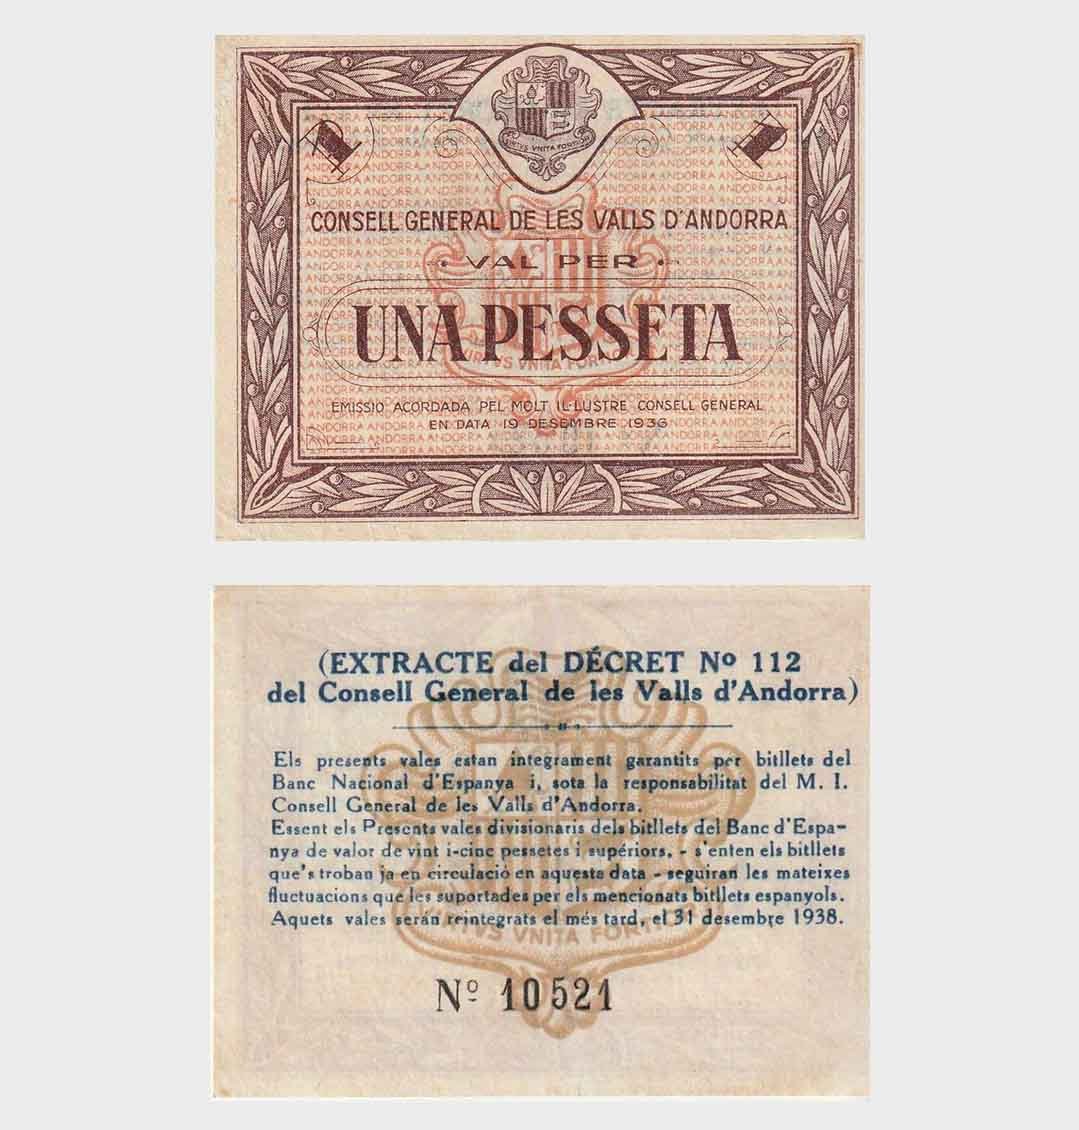 VIRTVS VNITA FORTIOR
1 P
1 P
CONSELL GENERAL DE LES VALLS D'ANDORRA
· VAL PER ·
UNA PESSETA
EMISSIO ACORDADA PEL MOLT IL·LUSTRE CONSELL GENERAL
EN DATA 19 DESEMBRE 1936
(EXTRACTE del DÉCRET Nº 112
del Consell General de les Valls d'Andorra)
Els presents vales estan integrament garantits per bitllets del
Banc Nacional d'Espanya i, sota la responsabilitat del M. I.
Consell General de les Valls d'Andorra.
Essent els Presents vales divisionaris dels bitllets del Banc d'Espa-
nya de valor de vint i-cinc pessetes i supériors, - s'enten els bitllets
que's troban ja en circulació en aquesta data - seguiran les mateixes
fluctuacions que les suportades per els mencionats bitllets espanyols.
Aquets vales serán reintegrats el més tard, el 31 desembre 1938.
Nº 10521